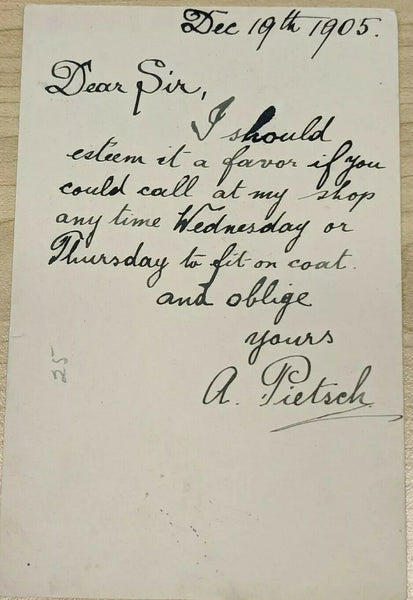 Dec 19th 1905.
Dear Sir,
I should
esteem it a favor if you
could call at my shop
any time Wednesday or
Thursday to fit on coat.
and oblige
yours
A. Pietsch
25